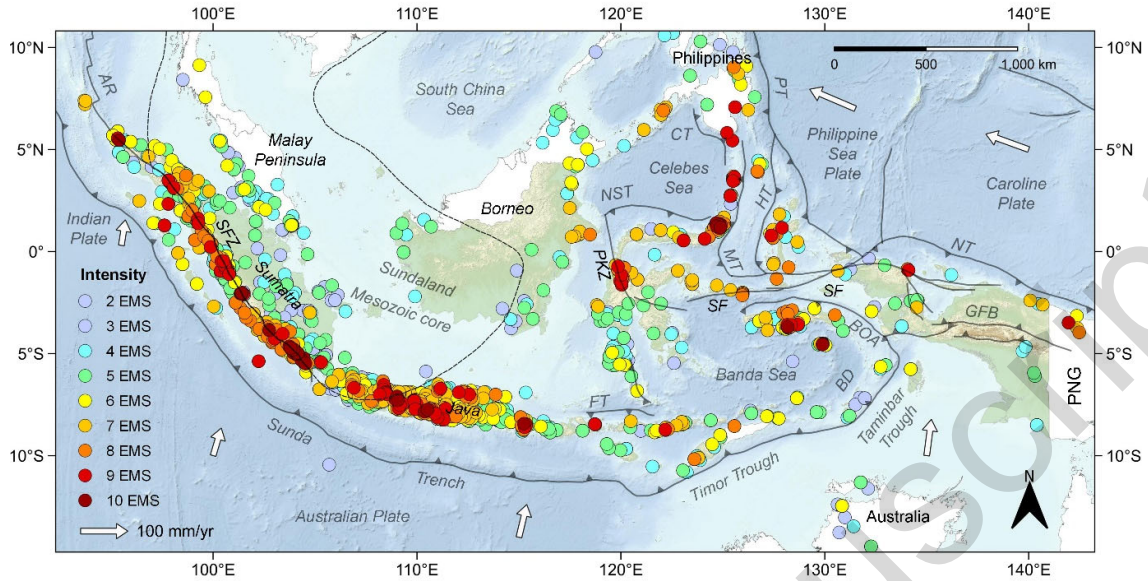 100°E 110°E 120°E 130°E 140°E
10°N 10°N
Philippines
0 500 1,000 km
AR
South China
Sea
PT
Malay
Peninsula
CT
Philippine
Sea
Plate
5°N 5°N
Celebes
Sea
Caroline
Plate
Indian
Plate
Borneo
NST
HT
SFZ
0° 0°
PKZ
MT
NT
Sumatra
Sundaland
Mesozoic core
SF
SF
GFB
BOA
5°S 5°S
Banda Sea
BD
PNG
Java
FT
Taminbar
Trough
Sunda
Trench
Timor Trough
10°S 10°S
Australian Plate
Australia
N
Intensity
2 EMS
3 EMS
4 EMS
5 EMS
6 EMS
7 EMS
8 EMS
9 EMS
10 EMS
100 mm/yr
100°E 110°E 120°E 130°E 140°E